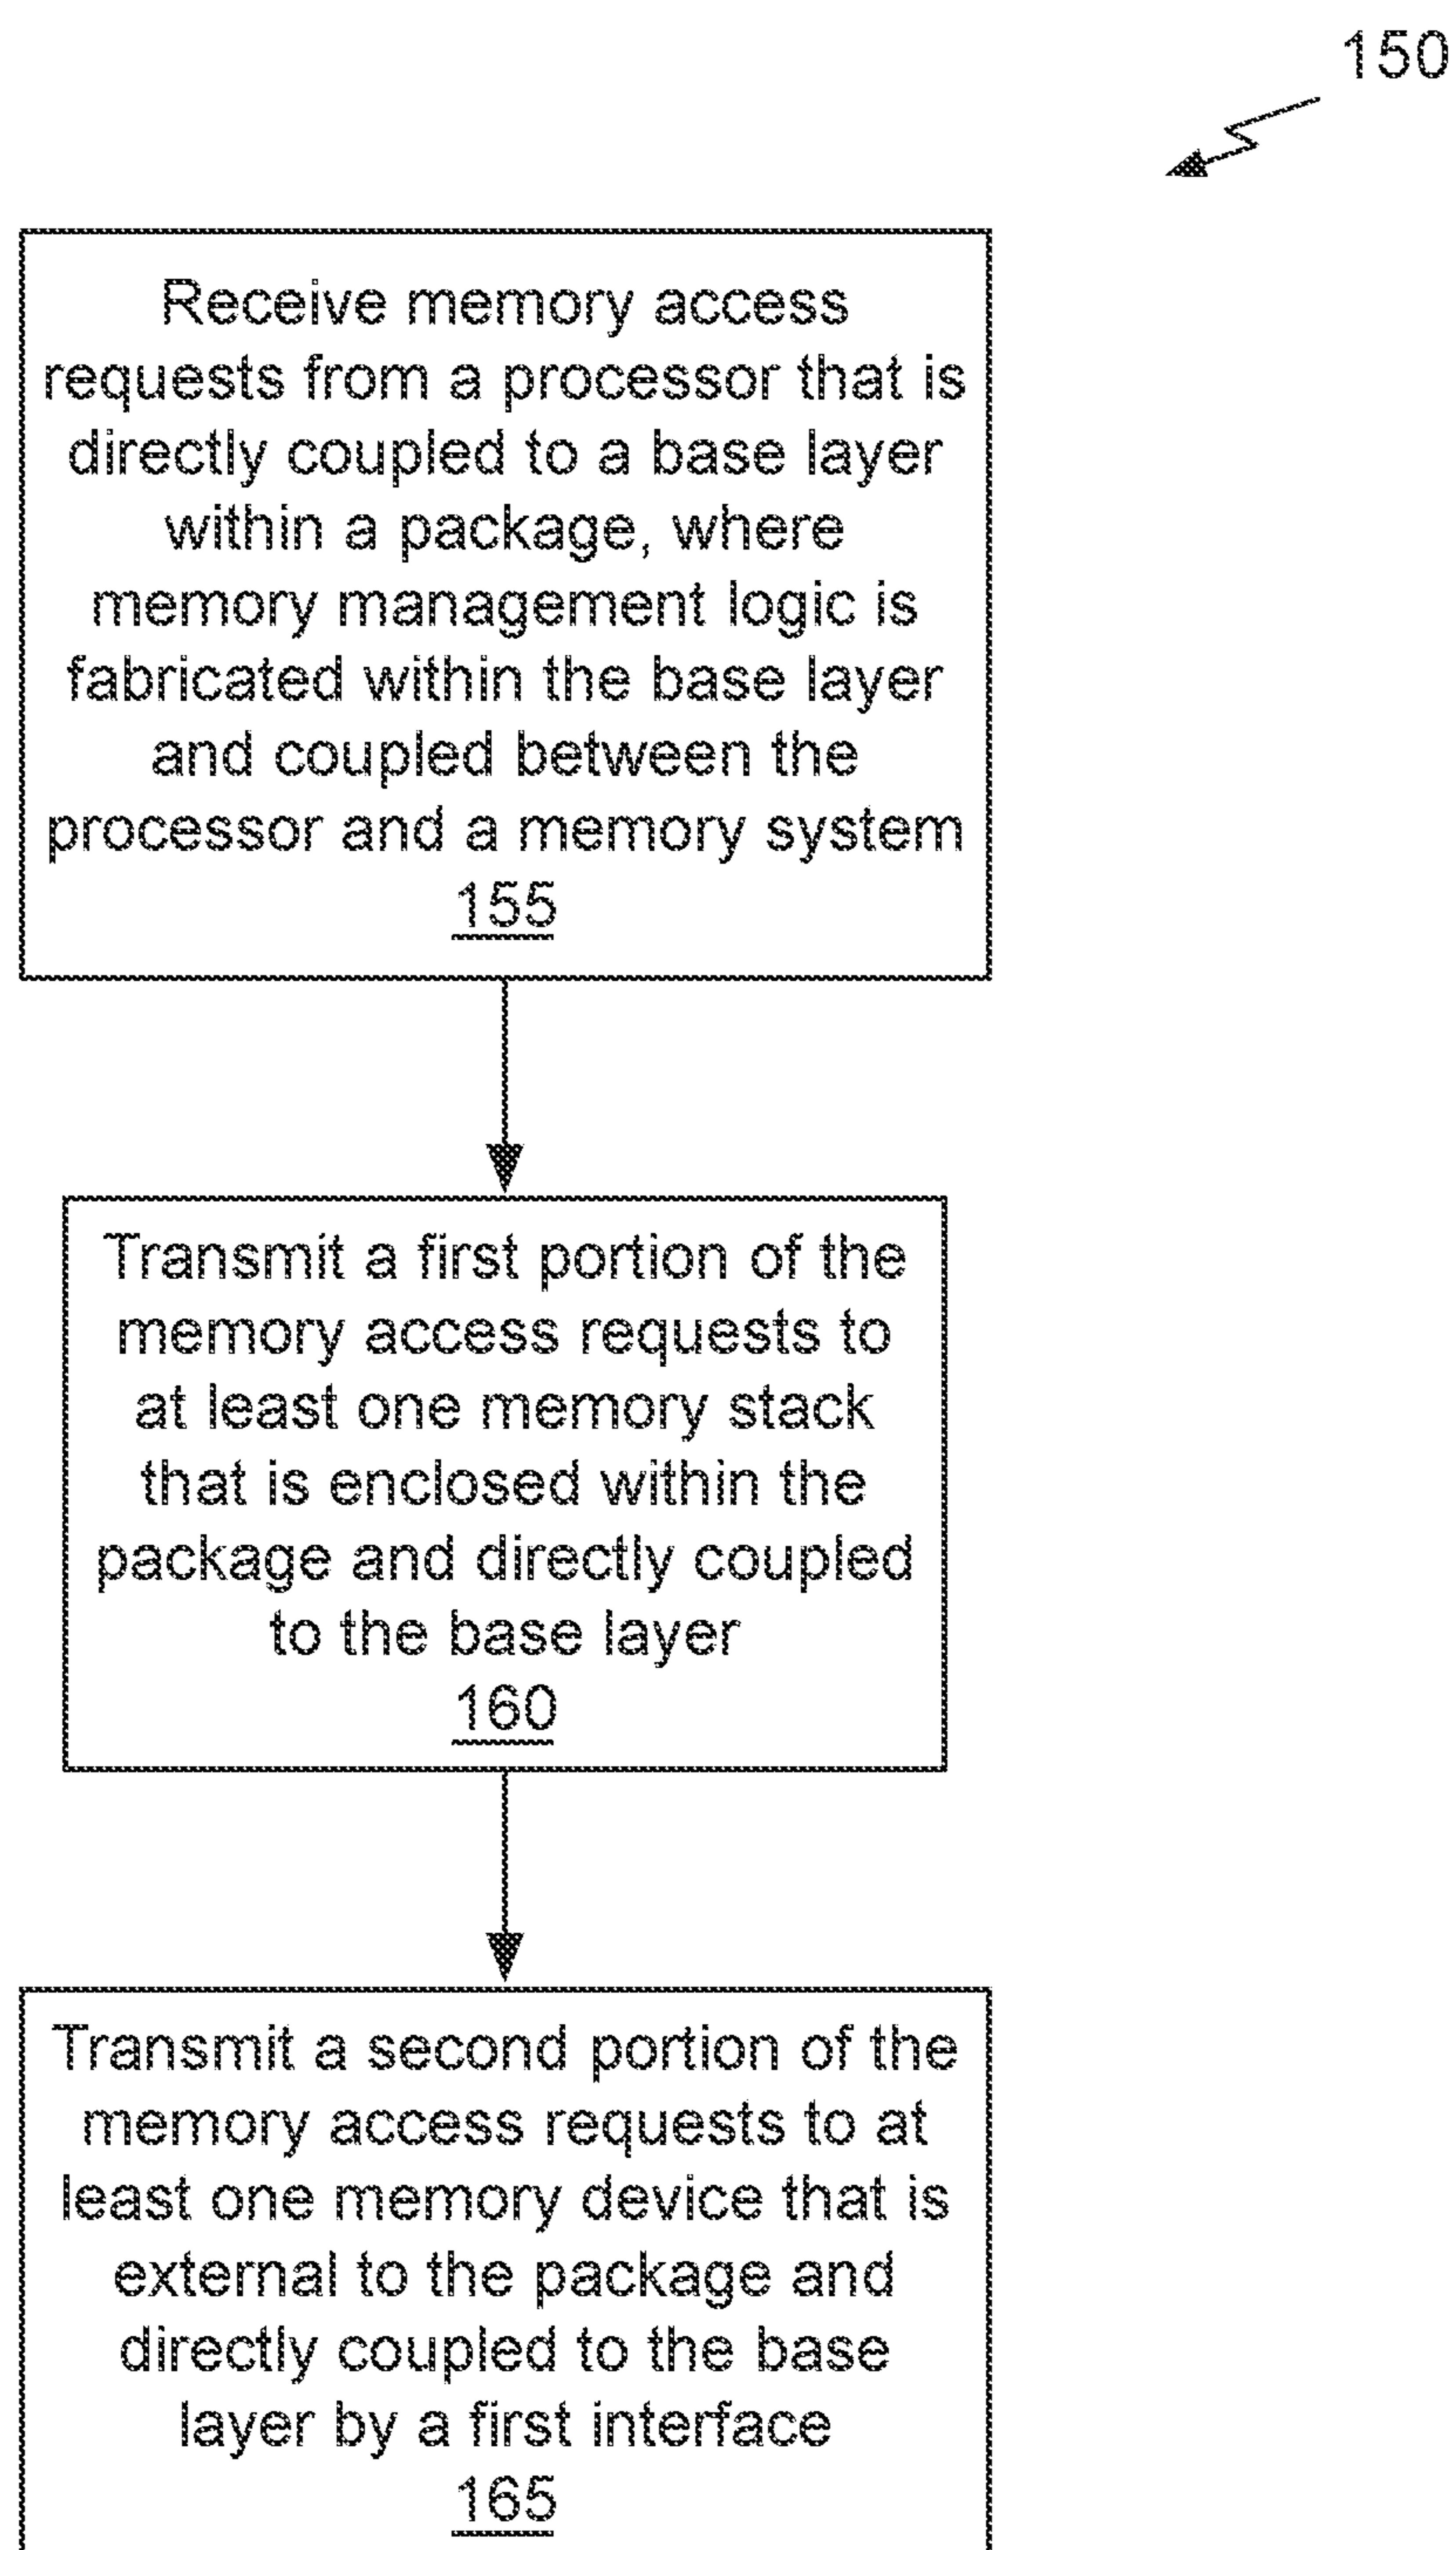 150
Receive memory access
requests from a processor that is
directly coupled to a base layer
within a package, where
memory management logic is
fabricated within the base layer
and coupled between the
processor and a memory system
155
Transmit a first portion of the
memory access requests to
at least one memory stack
that is enclosed within the
package and directly coupled
to the base layer
160
Transmit a second portion of the
memory access requests to at
least one memory device that is
external to the package and
directly coupled to the base
layer by a first interface
165